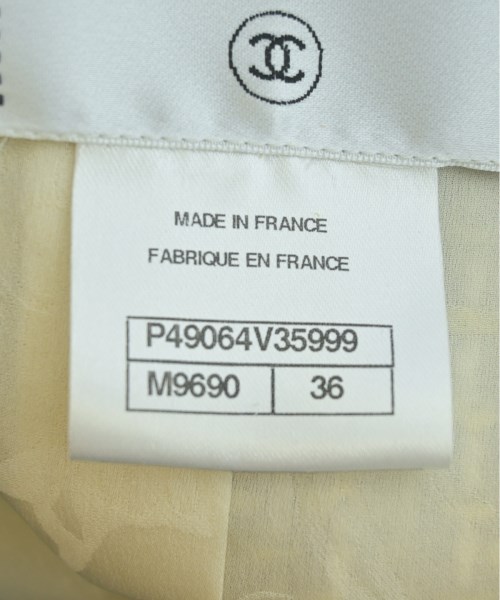 MADE IN FRANCE
FABRIQUE EN FRANCE
P49064V35999
M9690 36